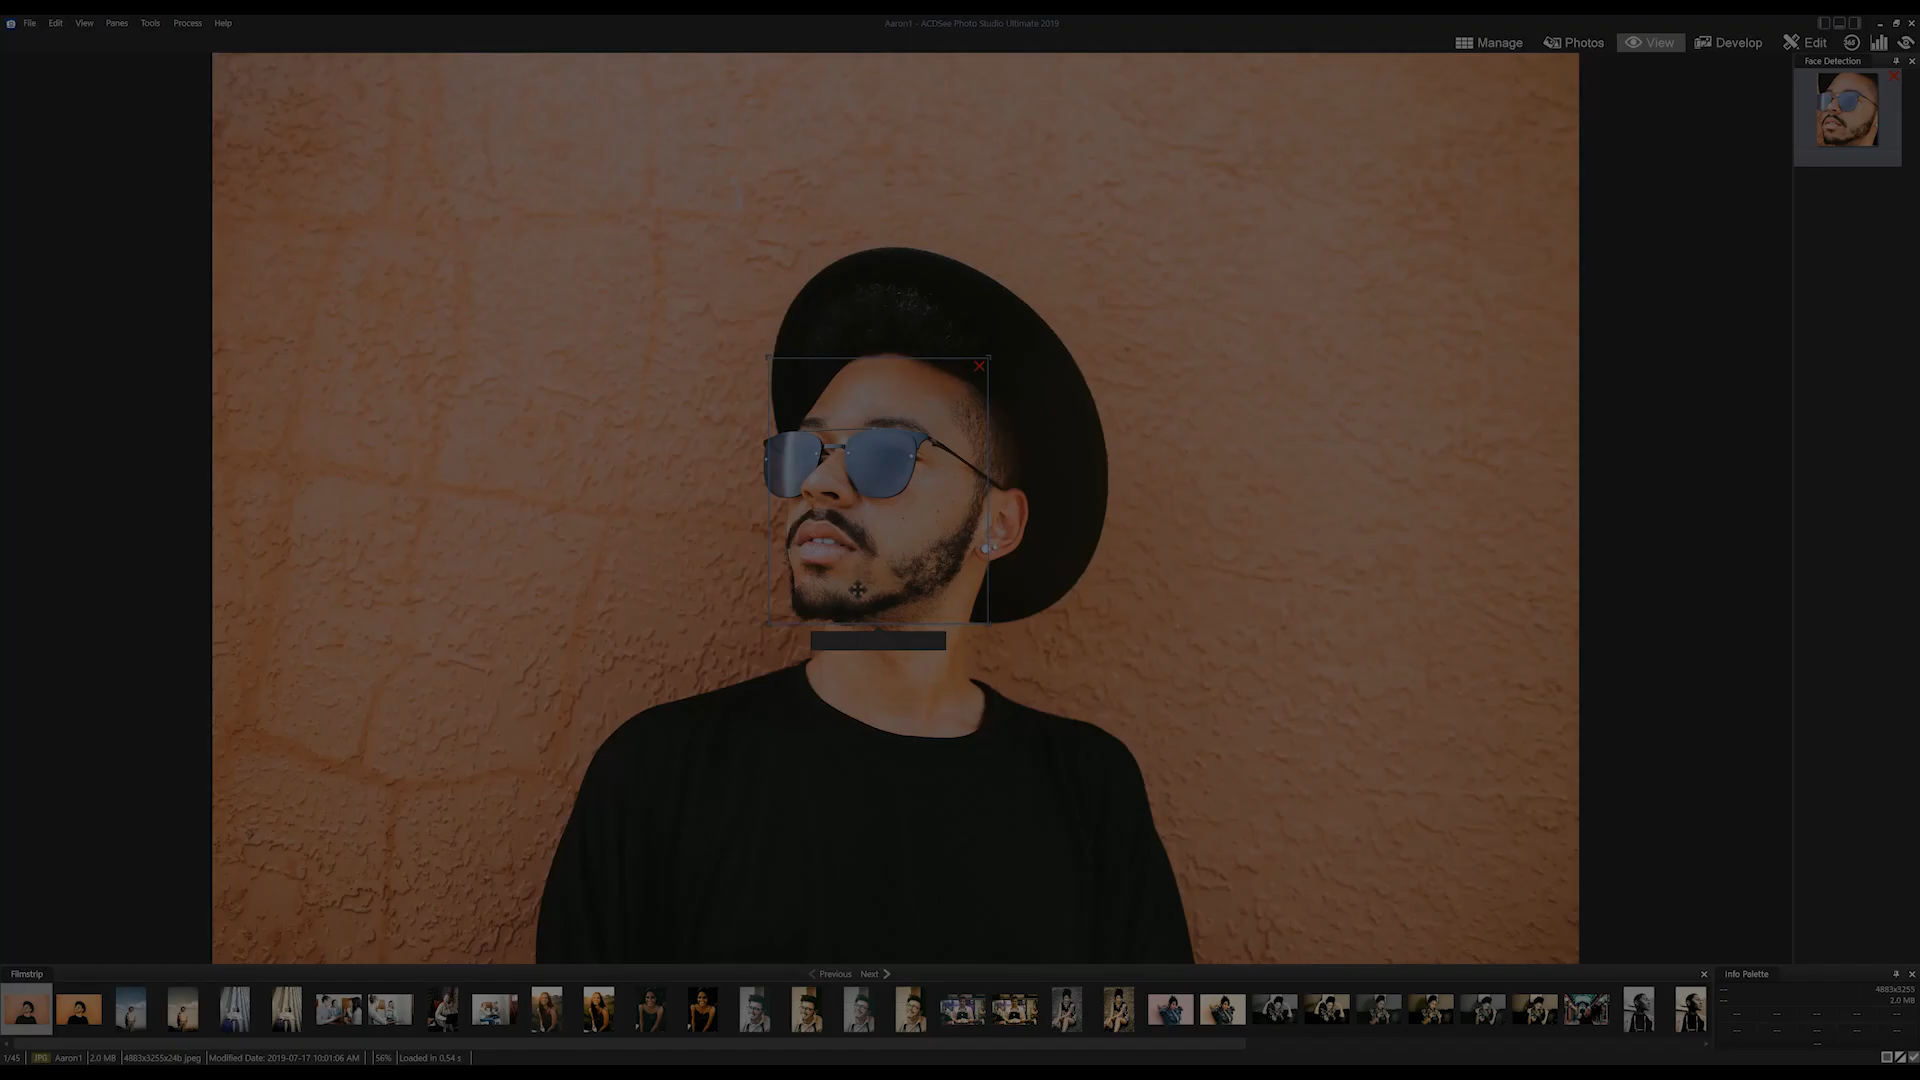 File Edit View Panes Tools Process Help
Aaron1 - ACDSee Photo Studio Ultimate 2019
Manage Photos View Develop Edit 365
Face Detection
Filmstrip
Previous Next
Info Palette
4883x3255
2.0 MB
-- 
--
-- -- -- --
-- -- -- --
--
1/45 JPG Aaron1 2.0 MB 4883x3255x24b jpeg Modified Date: 2019-07-17 10:01:06 AM 56% Loaded in 0.54 s